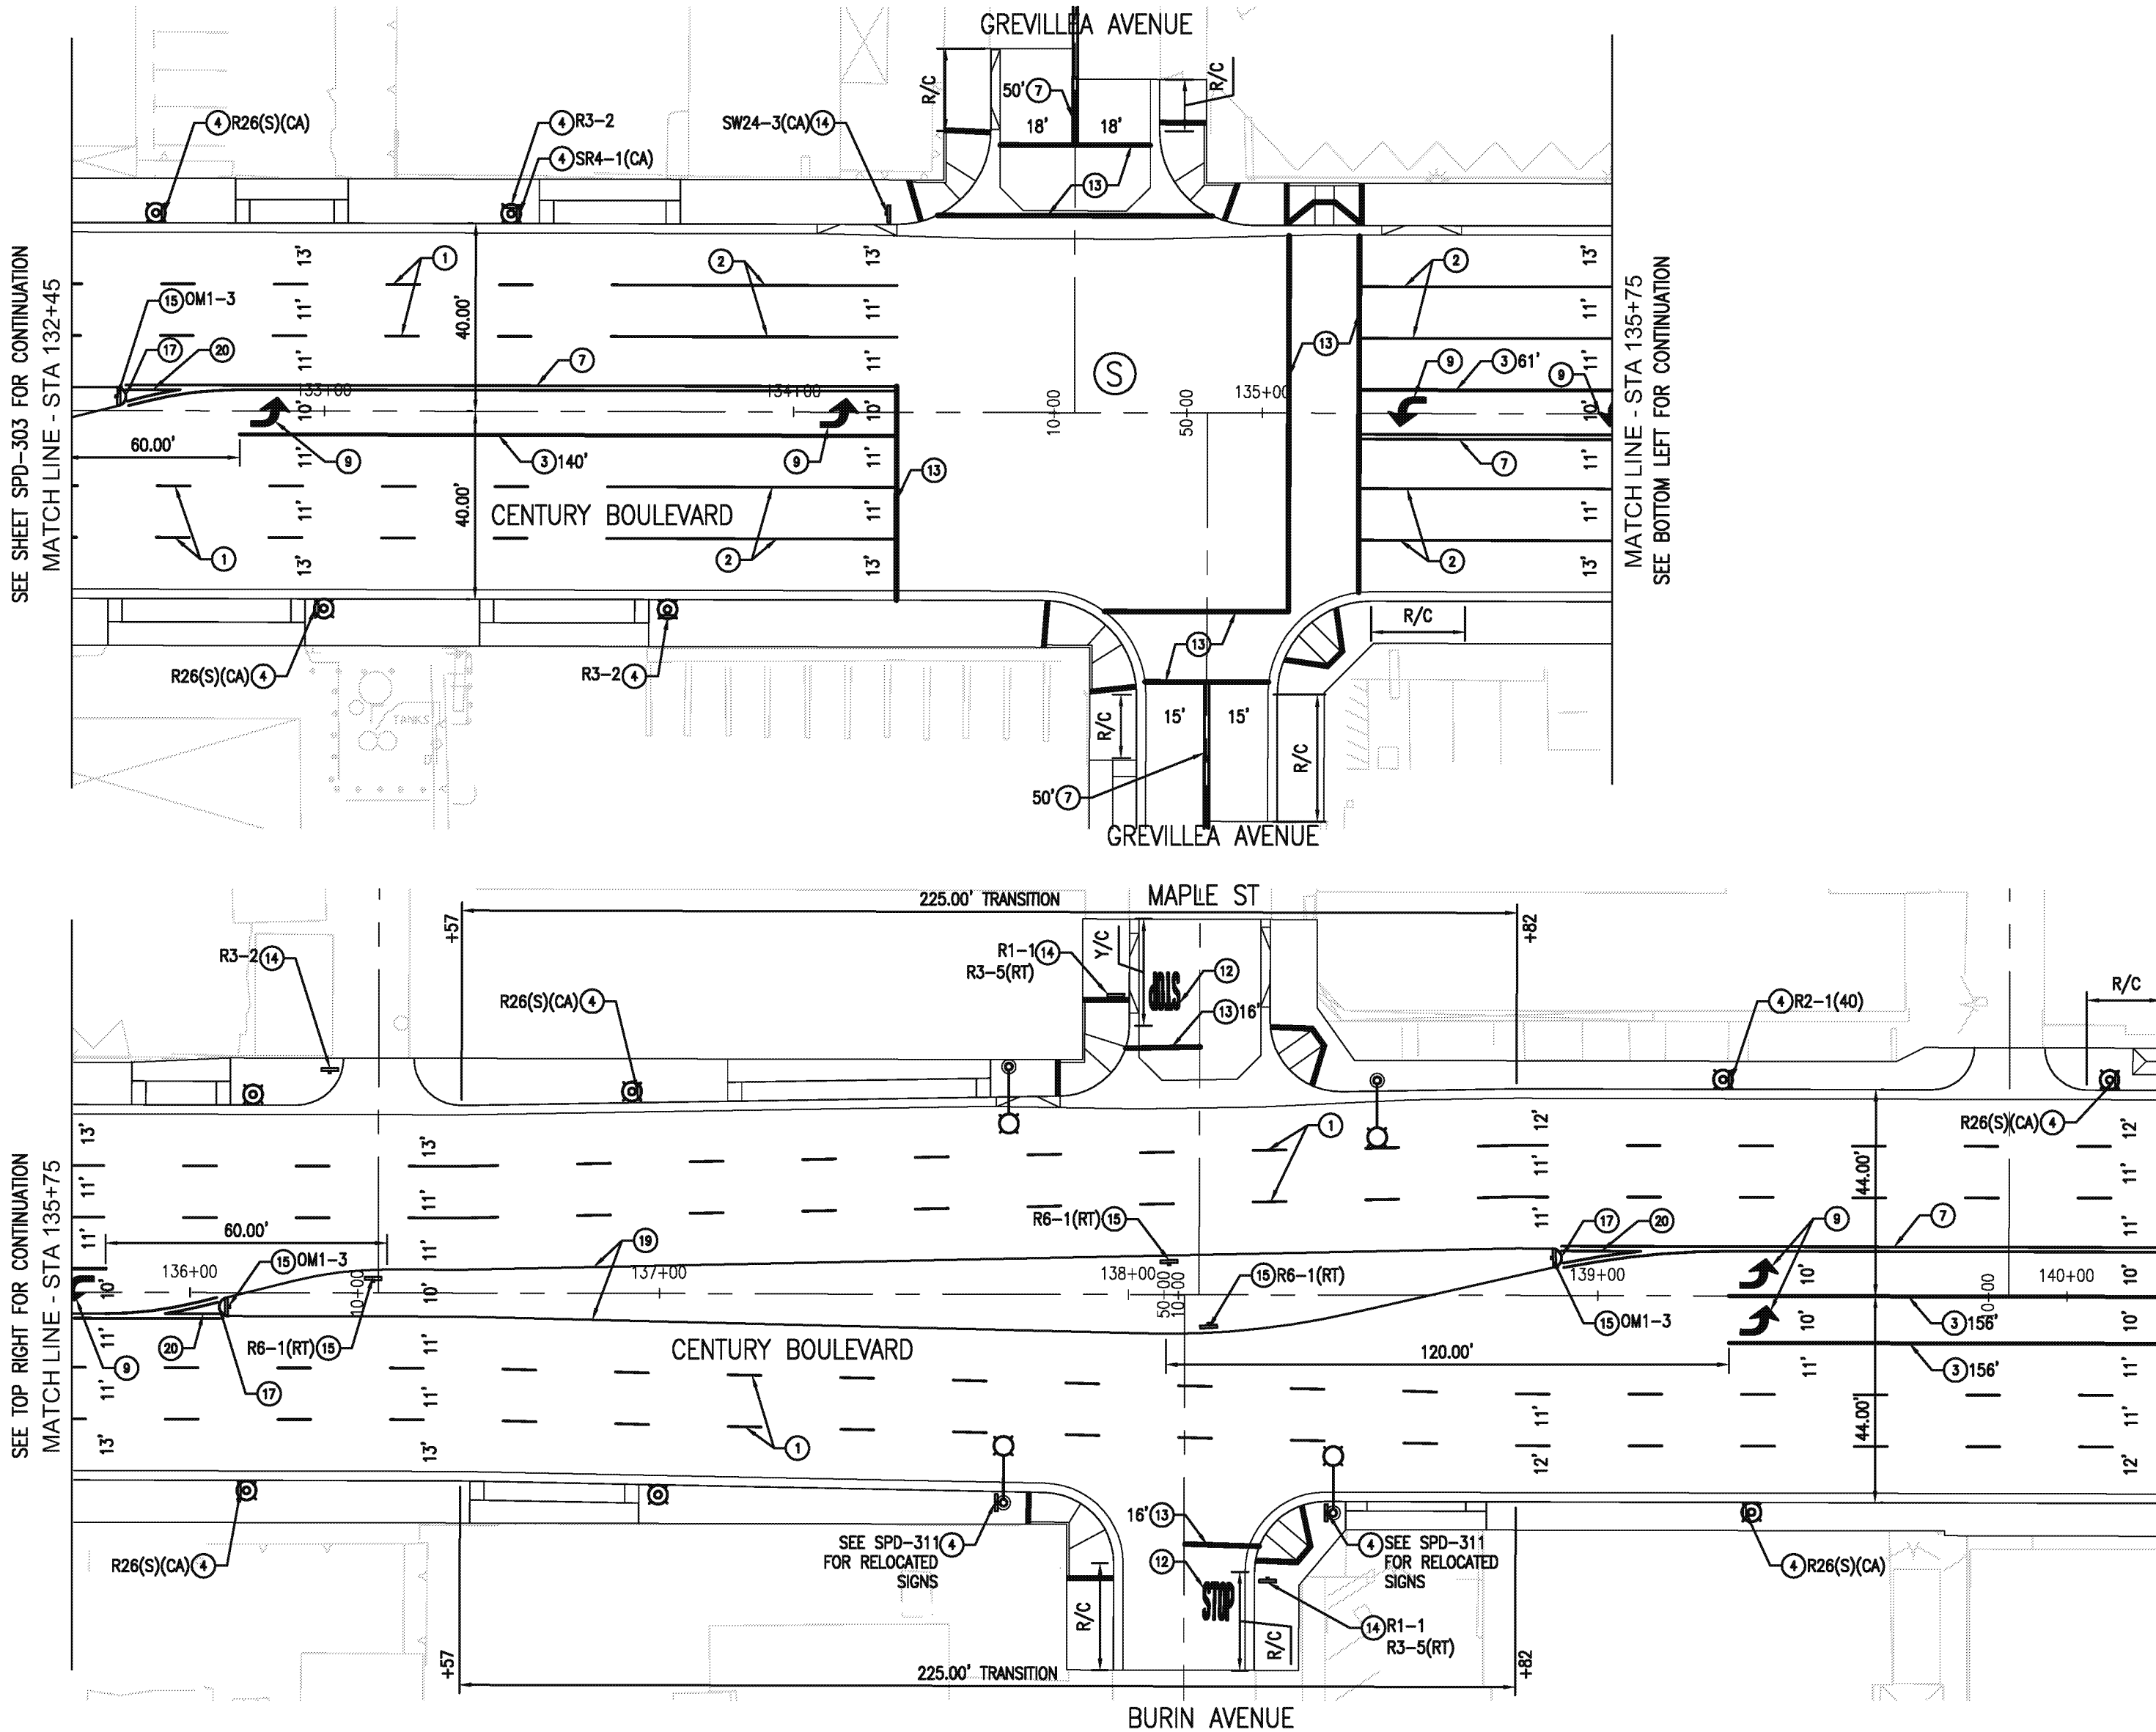 GREVILLEA AVENUE
R/C
50' 7
R/C
18'
18'
4 R26(S)(CA)
4 R3-2
4 SR4-1(CA)
SW24-3(CA) 14
13
SEE SHEET SPD-303 FOR CONTINUATION
MATCH LINE - STA 132+45
13'
1
2
13'
2
13'
15 OM1-3
11'
40.00'
11'
11'
17
20
11'
7
11'
S
13
9
3 61'
9
11'
133+00
134+00
10+00
50+00
135+00
10'
10'
10'
60.00'
11'
9
3 140'
9
11'
13
7
11'
11'
40.00'
CENTURY BOULEVARD
11'
11'
1
13'
2
13'
2
13'
MATCH LINE - STA 135+75
SEE BOTTOM LEFT FOR CONTINUATION
R26(S)(CA) 4
R3-2 4
13
R/C
TANKS
R/C
15'
15'
R/C
50' 7
GREVILLEA AVENUE
225.00' TRANSITION
MAPLE ST
+57
+82
R3-2 14
R1-1 14
R3-5(RT)
Y/C
STOP
12
R26(S)(CA) 4
13 16'
4 R2-1(40)
R/C
R26(S)(CA) 4
SEE TOP RIGHT FOR CONTINUATION
MATCH LINE - STA 135+75
13'
13'
1
12'
12'
11'
11'
11'
44.00'
11'
11'
60.00'
11'
19
R6-1(RT) 15
11'
17
20
9
7
11'
15 OM1-3
136+00
10+00
137+00
138+00
50+00
10+00
15 R6-1(RT)
139+00
10+00
140+00
10'
10'
10'
10'
9
20
11'
R6-1(RT) 15
11'
15 OM1-3
3 156'
10'
10'
17
CENTURY BOULEVARD
120.00'
11'
3 156'
11'
11'
11'
11'
11'
44.00'
11'
13'
13'
1
12'
12'
R26(S)(CA) 4
SEE SPD-311 4
FOR RELOCATED
SIGNS
16' 13
12
STOP
4 SEE SPD-311
FOR RELOCATED
SIGNS
4 R26(S)(CA)
R/C
R/C
14 R1-1
R3-5(RT)
+57
225.00' TRANSITION
+82
BURIN AVENUE